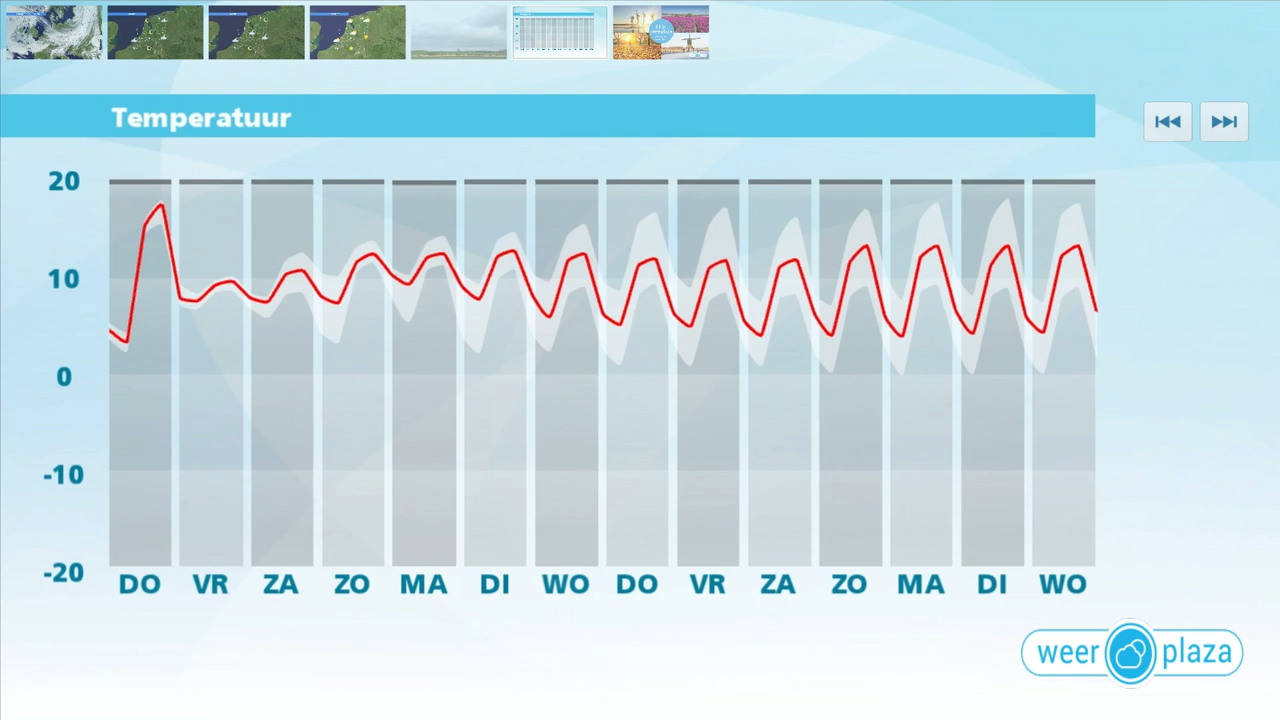 Temperatuur
20
10
0
-10
-20
DO VR ZA ZO MA DI WO DO VR ZA ZO MA DI WO
weer plaza